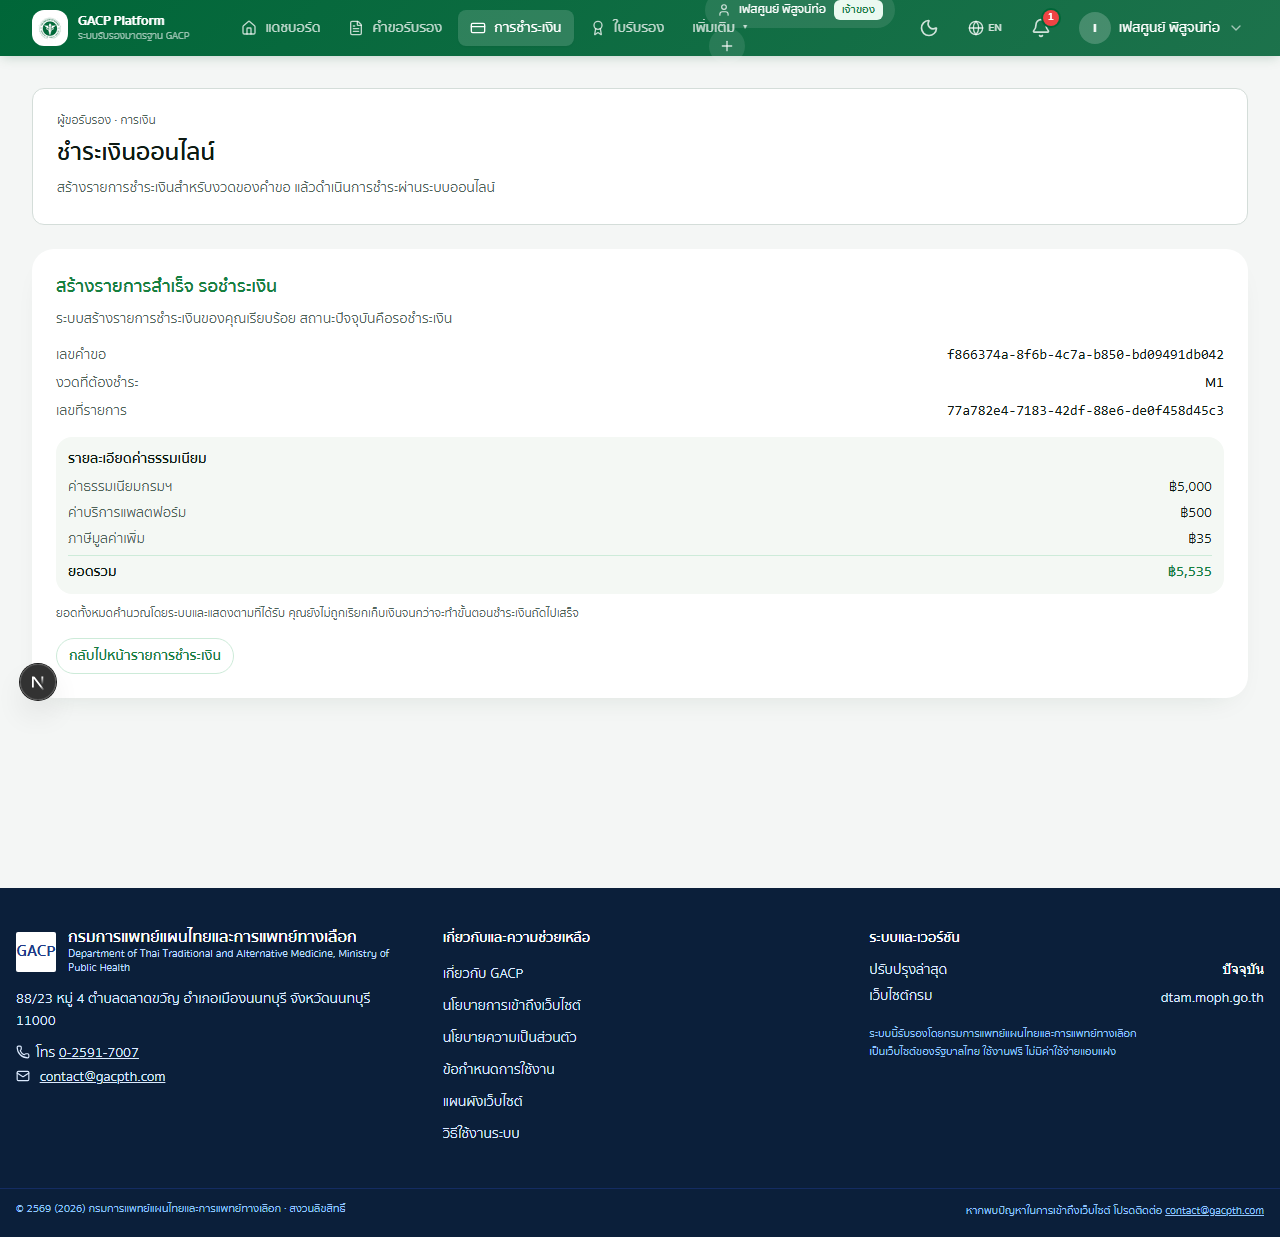 GACP Platform
ระบบรับรองมาตรฐาน GACP
แดชบอร์ด
คำขอรับรอง
การชำระเงิน
ใบรับรอง
เพิ่มเติม
เฟสศูนย์ พิสูจน์ท่อ
เจ้าของ
EN
1
I
เฟสศูนย์ พิสูจน์ท่อ
ผู้ขอรับรอง · การเงิน
ชำระเงินออนไลน์
สร้างรายการชำระเงินสำหรับงวดของคำขอ แล้วดำเนินการชำระผ่านระบบออนไลน์
สร้างรายการสำเร็จ รอชำระเงิน
ระบบสร้างรายการชำระเงินของคุณเรียบร้อย สถานะปัจจุบันคือรอชำระเงิน
เลขคำขอ f866374a-8f6b-4c7a-b850-bd09491db042
งวดที่ต้องชำระ M1
เลขที่รายการ 77a782e4-7183-42df-88e6-de0f458d45c3
รายละเอียดค่าธรรมเนียม
ค่าธรรมเนียมกรมฯ ฿5,000
ค่าบริการแพลตฟอร์ม ฿500
ภาษีมูลค่าเพิ่ม ฿35
ยอดรวม ฿5,535
ยอดทั้งหมดคำนวณโดยระบบและแสดงตามที่ได้รับ คุณยังไม่ถูกเรียกเก็บเงินจนกว่าจะทำขั้นตอนชำระเงินถัดไปเสร็จ
กลับไปหน้ารายการชำระเงิน
N
GACP
กรมการแพทย์แผนไทยและการแพทย์ทางเลือก
Department of Thai Traditional and Alternative Medicine, Ministry of
Public Health
88/23 หมู่ 4 ตำบลตลาดขวัญ อำเภอเมืองนนทบุรี จังหวัดนนทบุรี
11000
โทร 0-2591-7007
contact@gacpth.com
เกี่ยวกับและความช่วยเหลือ
เกี่ยวกับ GACP
นโยบายการเข้าถึงเว็บไซต์
นโยบายความเป็นส่วนตัว
ข้อกำหนดการใช้งาน
แผนผังเว็บไซต์
วิธีใช้งานระบบ
ระบบและเวอร์ชัน
ปรับปรุงล่าสุด ปัจจุบัน
เว็บไซต์กรม dtam.moph.go.th
ระบบนี้รับรองโดยกรมการแพทย์แผนไทยและการแพทย์ทางเลือก
เป็นเว็บไซต์ของรัฐบาลไทย ใช้งานฟรี ไม่มีค่าใช้จ่ายแอบแฝง
© 2569 (2026) กรมการแพทย์แผนไทยและการแพทย์ทางเลือก · สงวนลิขสิทธิ์
หากพบปัญหาในการเข้าถึงเว็บไซต์ โปรดติดต่อ contact@gacpth.com